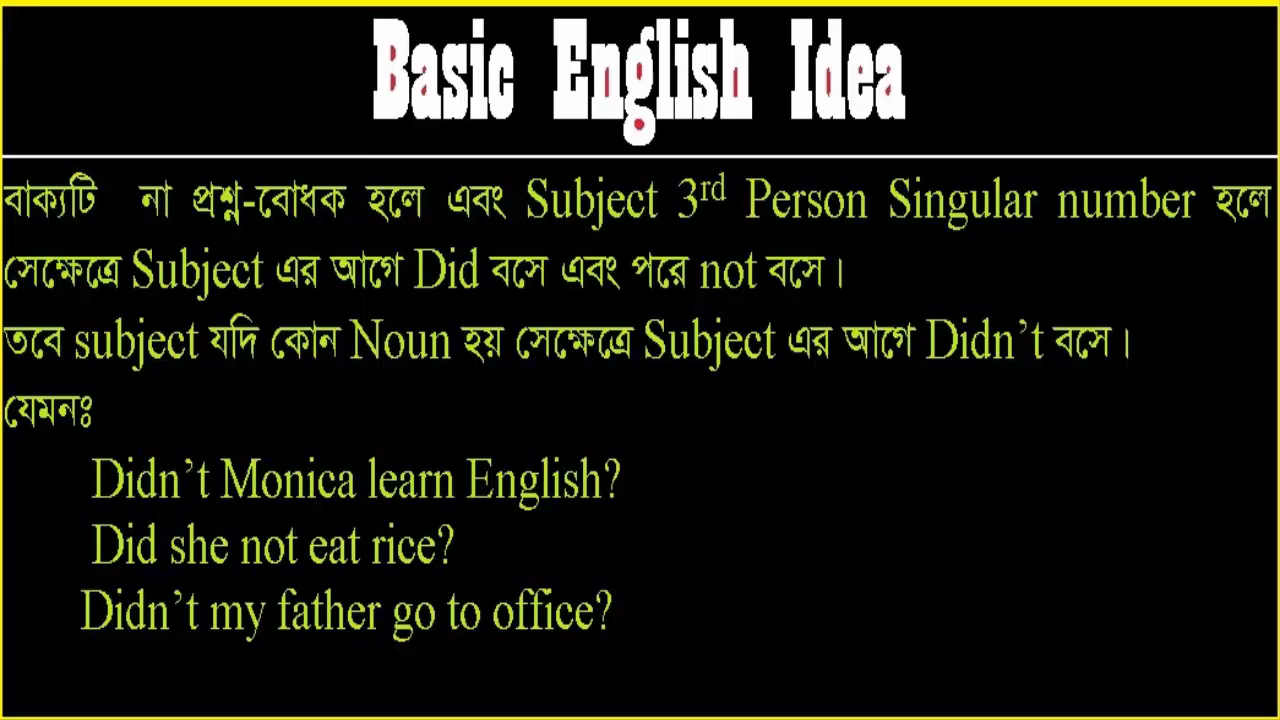 Basic English Idea
বাক্যটি না প্রশ্ন-বোধক হলে এবং Subject 3rd Person Singular number হলে
সেক্ষেত্রে Subject এর আগে Did বসে এবং পরে not বসে।
তবে subject যদি কোন Noun হয় সেক্ষেত্রে Subject এর আগে Didn’t বসে।
যেমনঃ
Didn’t Monica learn English?
Did she not eat rice?
Didn’t my father go to office?